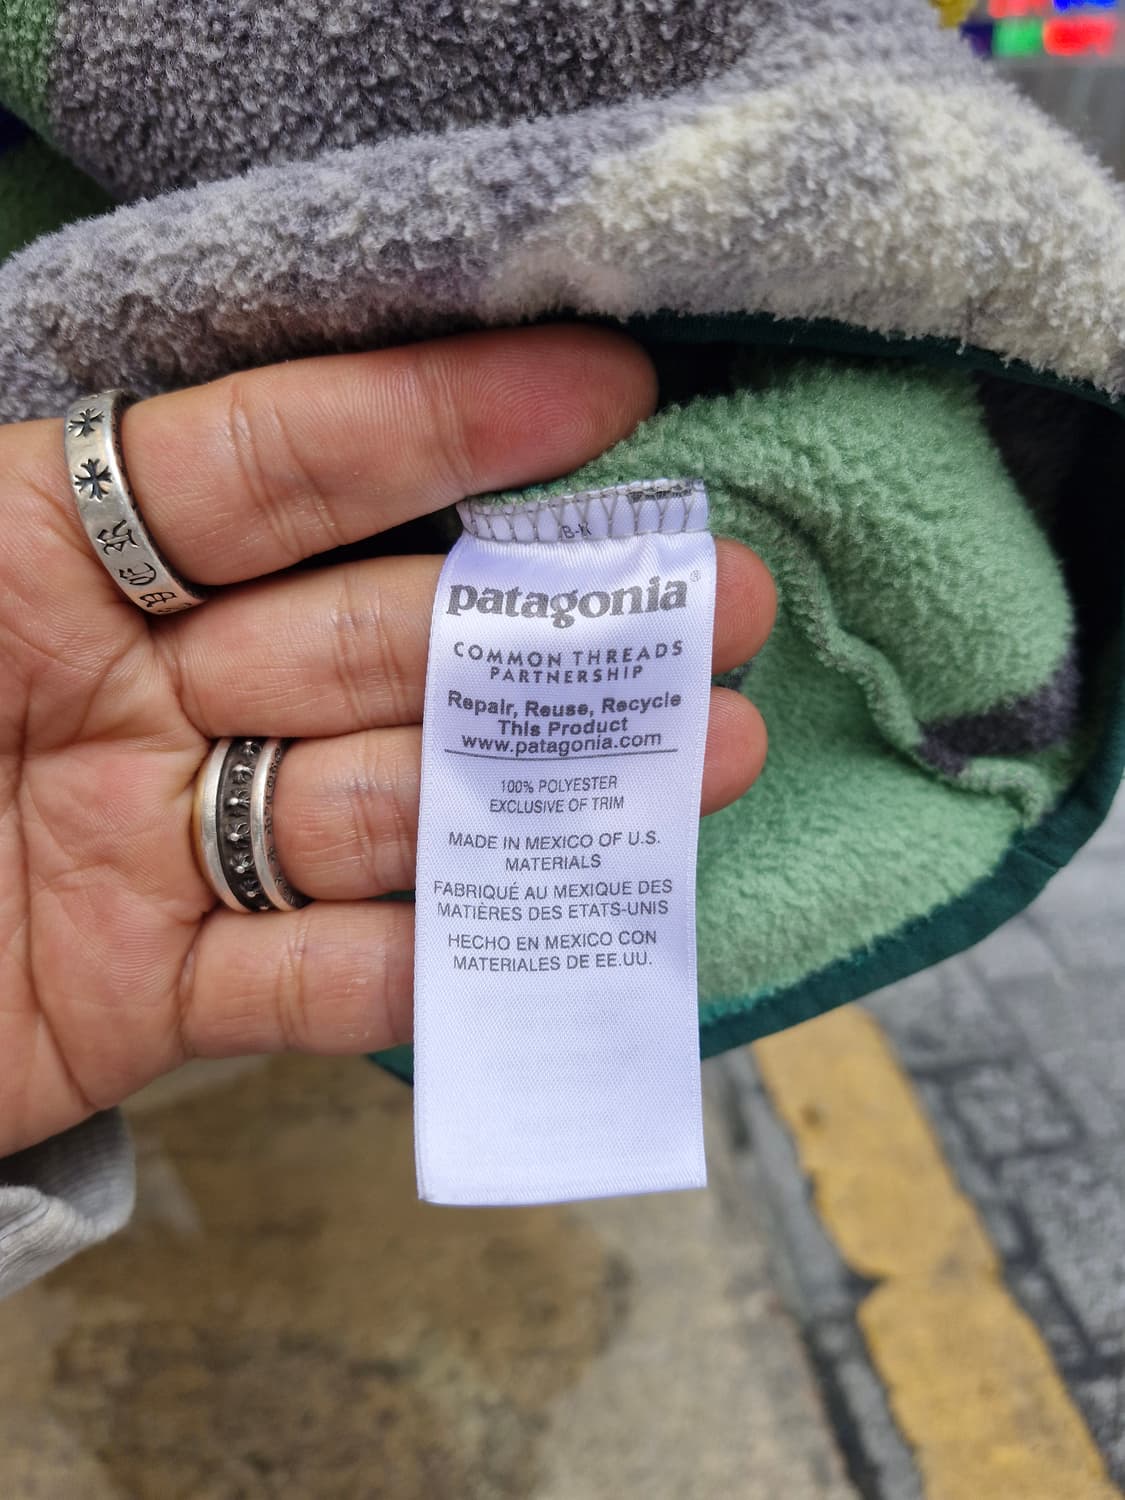 B-K
patagonia®
COMMON THREADS
PARTNERSHIP
Repair, Reuse, Recycle
This Product
www.patagonia.com
100% POLYESTER
EXCLUSIVE OF TRIM
MADE IN MEXICO OF U.S.
MATERIALS
FABRIQUÉ AU MEXIQUE DES
MATIÈRES DES ETATS-UNIS
HECHO EN MEXICO CON
MATERIALES DE EE.UU.